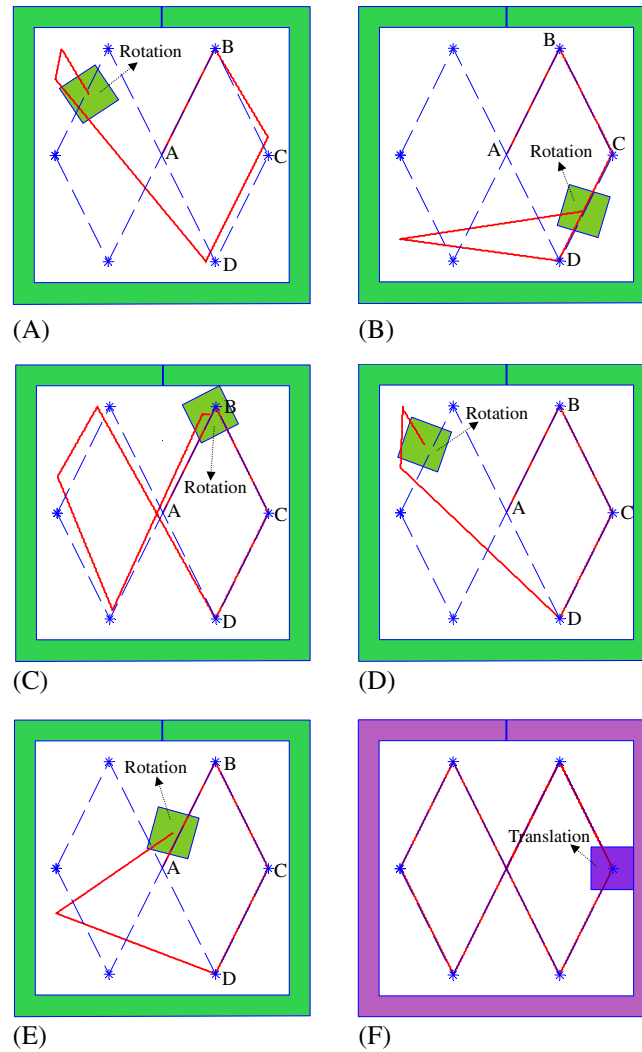 B
Rotation
A
C
D
(A)
B
C
A
Rotation
D
(B)
B
Rotation
A
C
D
(C)
B
Rotation
A
C
D
(D)
B
Rotation
A
C
D
(E)
Translation
(F)